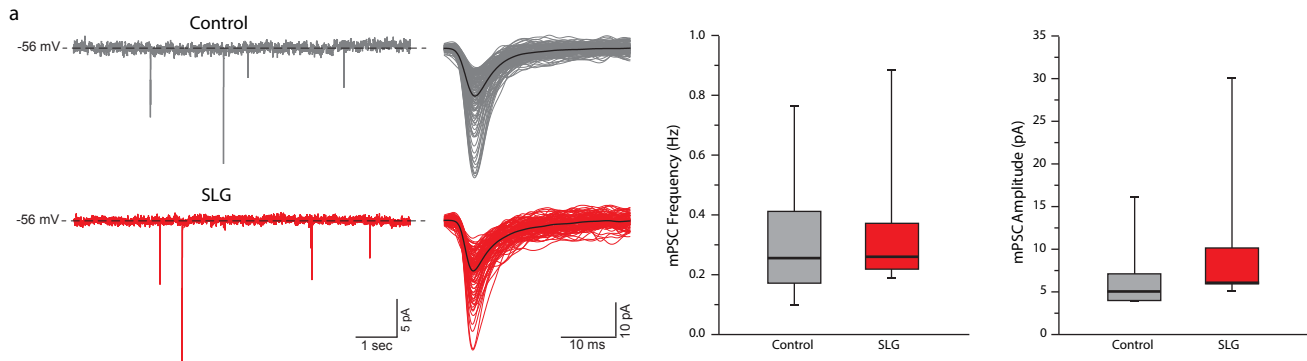 a
Control
-56 mV
SLG
-56 mV
1 sec
5 pA
10 ms
10 pA
mPSC Frequency (Hz)
1.0
0.8
0.6
0.4
0.2
0.0
Control
SLG
mPSC Amplitude (pA)
35
30
25
20
15
10
5
0
Control
SLG